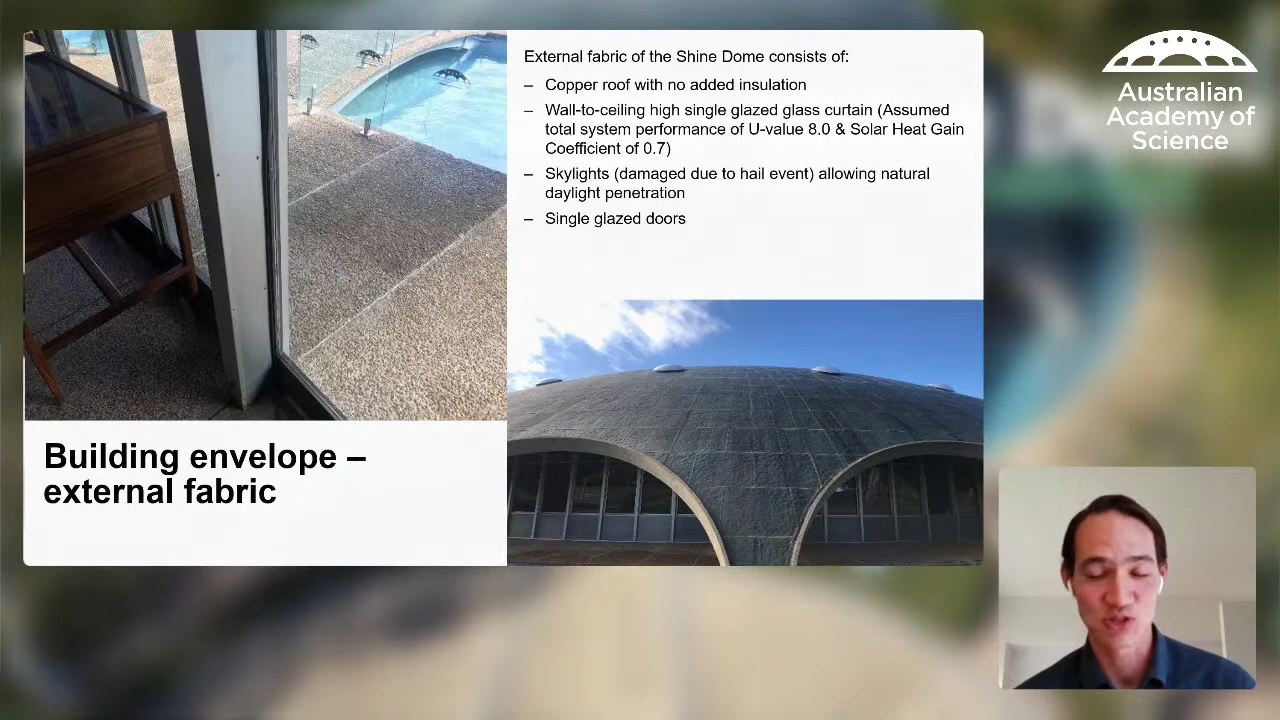 External fabric of the Shine Dome consists of:
– Copper roof with no added insulation
– Wall-to-ceiling high single glazed glass curtain (Assumed
total system performance of U-value 8.0 & Solar Heat Gain
Coefficient of 0.7)
– Skylights (damaged due to hail event) allowing natural
daylight penetration
– Single glazed doors
Building envelope –
external fabric
Australian
Academy of
Science